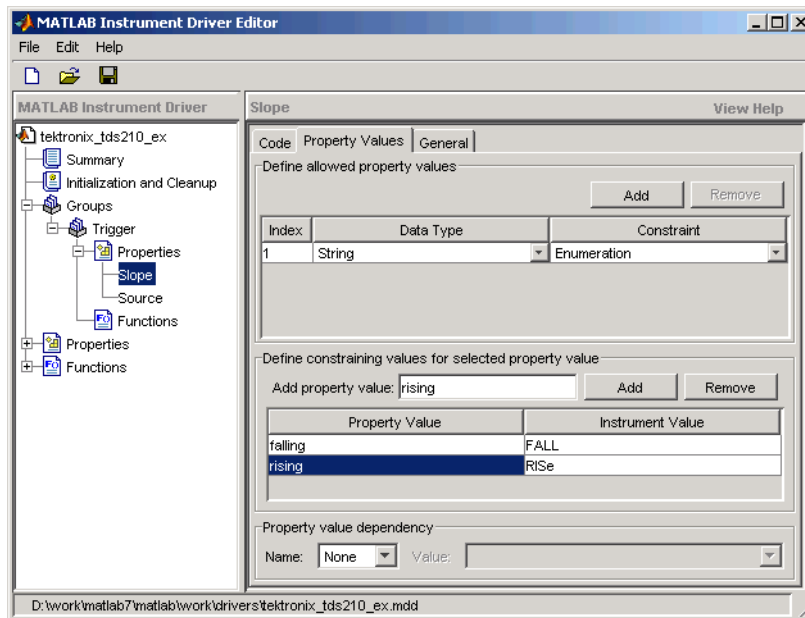 MATLAB Instrument Driver Editor
File Edit Help
MATLAB Instrument Driver
tektronix_tds210_ex
Summary
Initialization and Cleanup
Groups
Trigger
Properties
Slope
Source
Functions
Properties
Functions
Slope View Help
Code Property Values General
Define allowed property values
Add Remove
Index Data Type Constraint
1 String Enumeration
Define constraining values for selected property value
Add property value: rising Add Remove
Property Value Instrument Value
falling FALL
rising RISe
Property value dependency
Name: None Value:
D:\work\matlab7\matlab\work\drivers\tektronix_tds210_ex.mdd